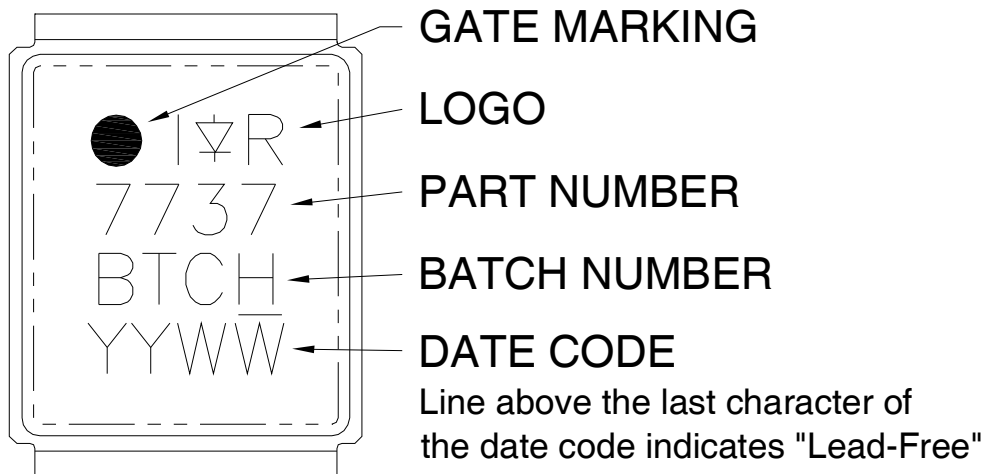 GATE MARKING
I R
LOGO
7737
PART NUMBER
BTCH
BATCH NUMBER
YYWW
DATE CODE
Line above the last character of
the date code indicates "Lead-Free"